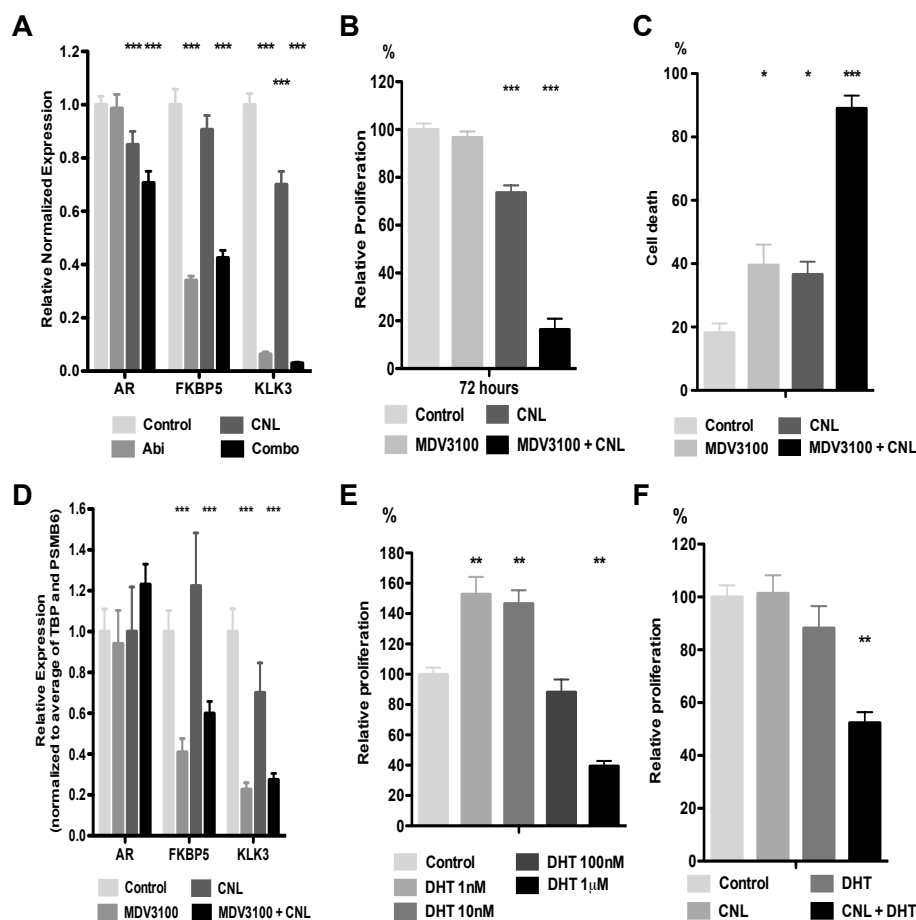 A
*** *** *** *** *** ***
***
1.2
1.0
0.8
0.6
0.4
0.2
0.0
Relative Normalized Expression
AR FKBP5 KLK3
Control CNL
Abi Combo
B
%
*** ***
120
100
80
60
40
20
0
Relative Proliferation
72 hours
Control CNL
MDV3100 MDV3100 + CNL
C
%
* * ***
100
80
60
40
20
0
Cell death
Control CNL
MDV3100 MDV3100 + CNL
D
*** *** *** ***
1.6
1.4
1.2
1.0
0.8
0.6
0.4
0.2
0.0
Relative Expression
(normalized to average of TBP and PSMB6)
AR FKBP5 KLK3
Control CNL
MDV3100 MDV3100 + CNL
E
%
** ** **
180
160
140
120
100
80
60
40
20
0
Relative proliferation
Control DHT 100nM
DHT 1nM DHT 1μM
DHT 10nM
F
%
**
120
100
80
60
40
20
0
Relative proliferation
Control DHT
CNL CNL + DHT